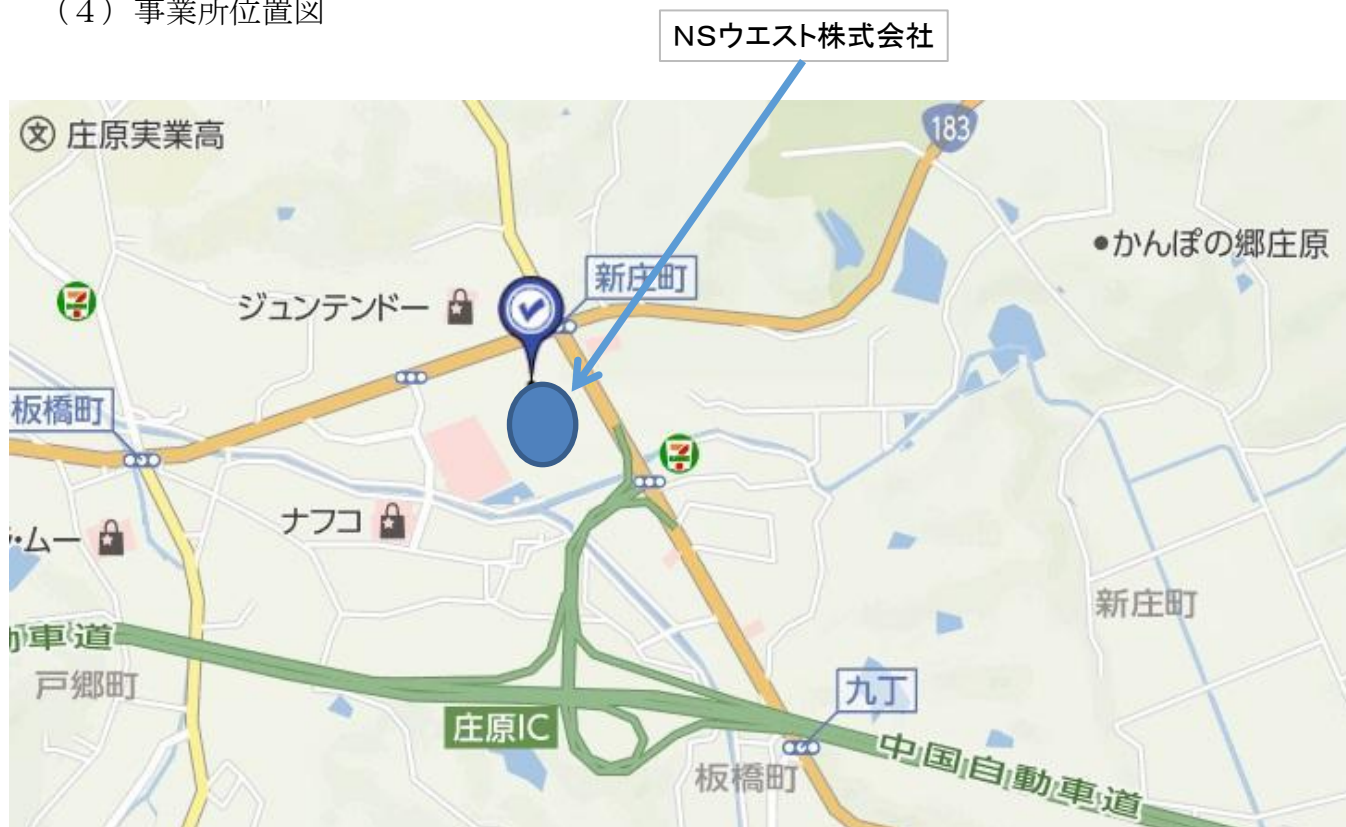 （４）事業所位置図
NSウエスト株式会社
庄原実業高
183
かんぽの郷庄原
新庄町
ジュンテンドー
板橋町
ナフコ
・ムー
新庄町
動車道
戸郷町
九丁
庄原IC
中国自動車道
板橋町